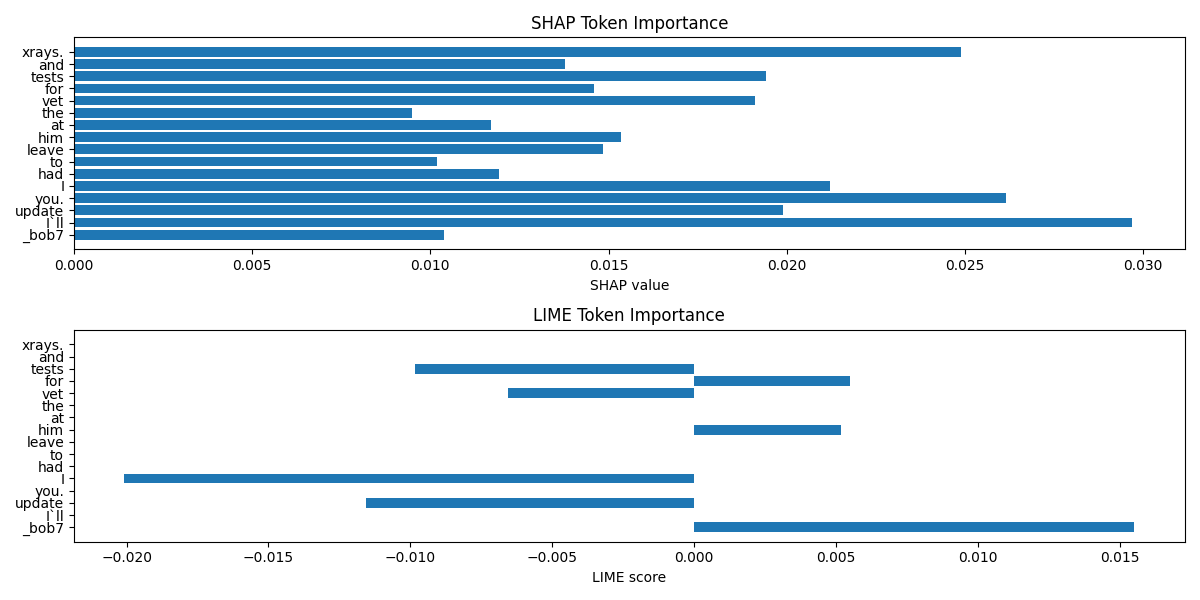 SHAP Token Importance
xrays.
and
tests
for
vet
the
at
him
leave
to
had
I
you.
update
I`ll
_bob7
0.000 0.005 0.010 0.015 0.020 0.025 0.030
SHAP value
LIME Token Importance
xrays.
and
tests
for
vet
the
at
him
leave
to
had
I
you.
update
I`ll
_bob7
−0.020 −0.015 −0.010 −0.005 0.000 0.005 0.010 0.015
LIME score